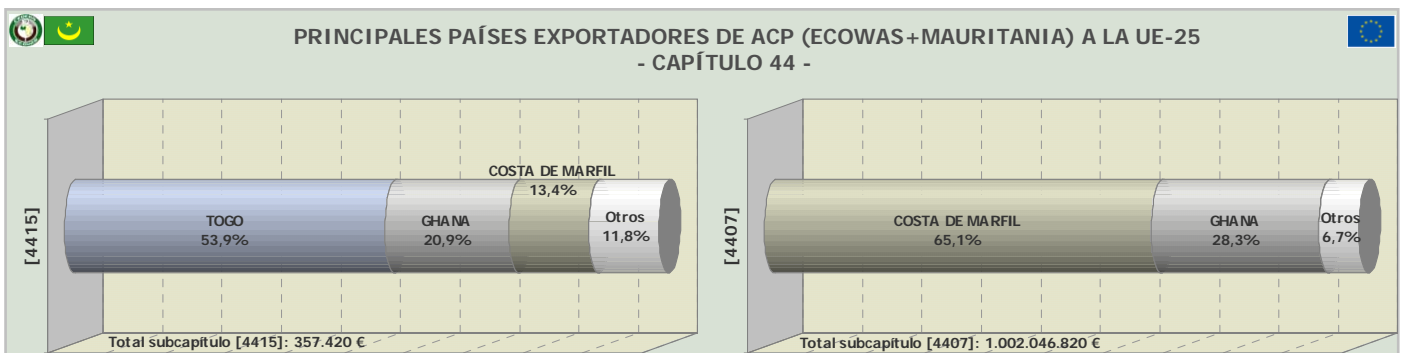 PRINCIPALES PAÍSES EXPORTADORES DE ACP (ECOWAS+MAURITANIA) A LA UE-25
- CAPÍTULO 44 -
[4415]
TOGO
53,9%
GHANA
20,9%
COSTA DE MARFIL
13,4%
Otros
11,8%
Total subcapítulo [4415]: 357.420 €
[4407]
COSTA DE MARFIL
65,1%
GHANA
28,3%
Otros
6,7%
Total subcapítulo [4407]: 1.002.046.820 €